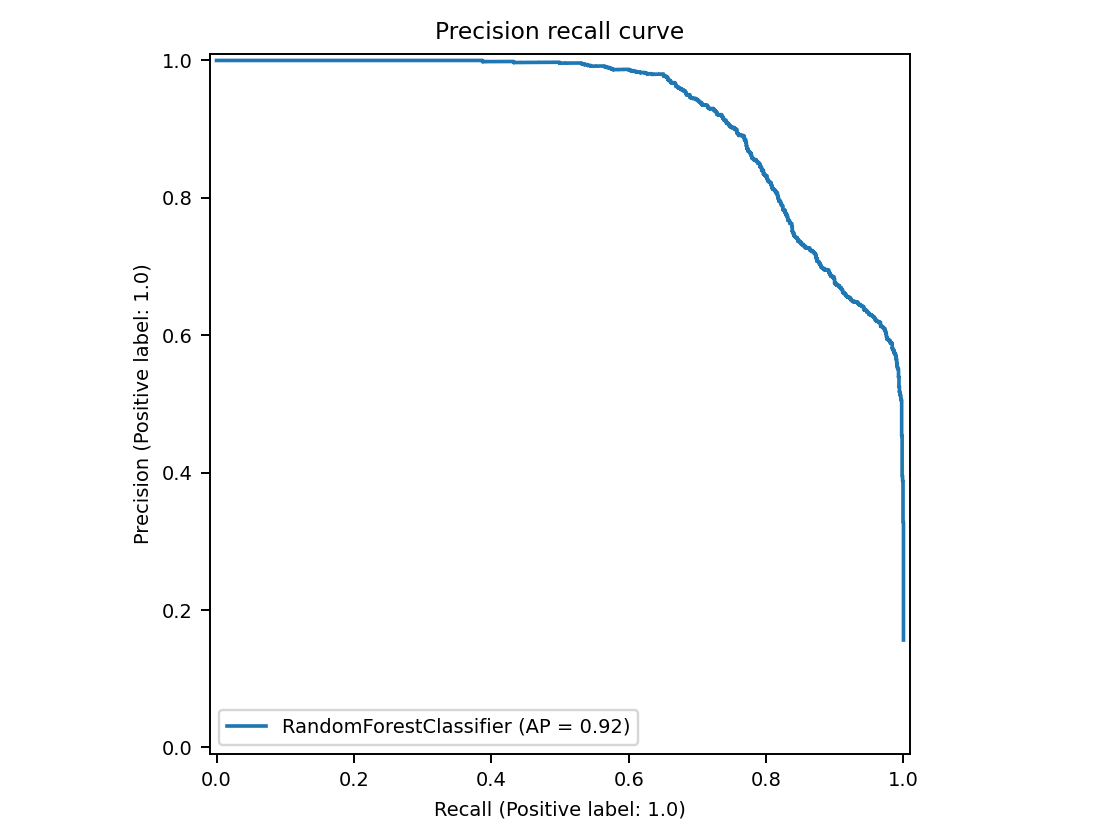 Precision recall curve
1.0
0.8
0.6
0.4
0.2
0.0
Precision (Positive label: 1.0)
RandomForestClassifier (AP = 0.92)
0.0 0.2 0.4 0.6 0.8 1.0
Recall (Positive label: 1.0)